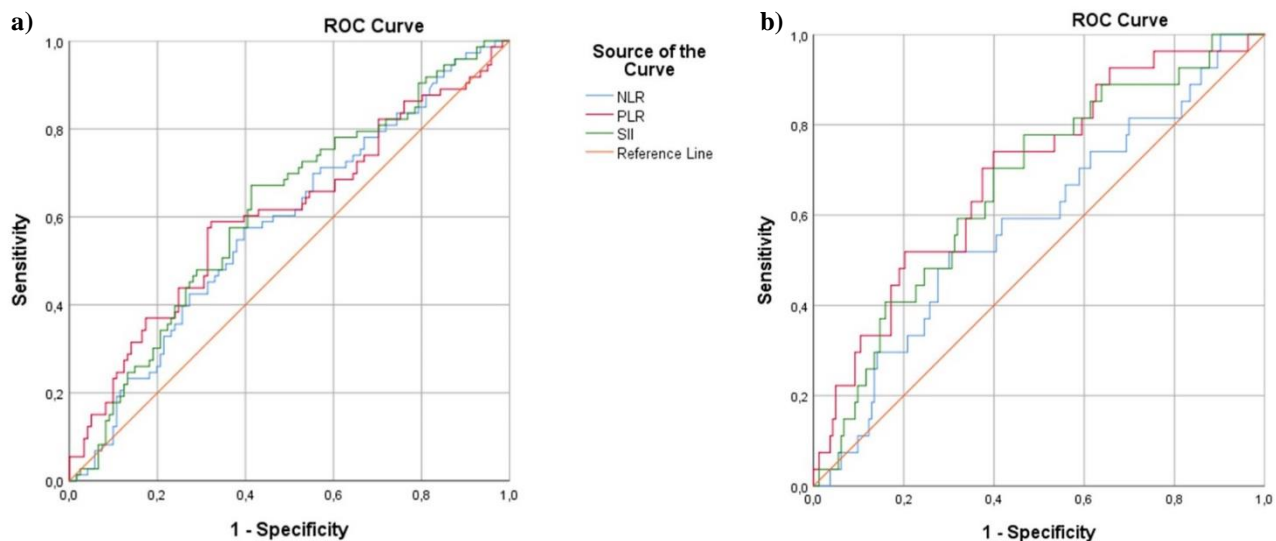 a)
ROC Curve
1,0
0,8
0,6
0,4
0,2
0,0
0,0 0,2 0,4 0,6 0,8 1,0
Sensitivity
1 - Specificity
Source of the
Curve
NLR
PLR
SII
Reference Line
b)
ROC Curve
1,0
0,8
0,6
0,4
0,2
0,0
0,0 0,2 0,4 0,6 0,8 1,0
Sensitivity
1 - Specificity